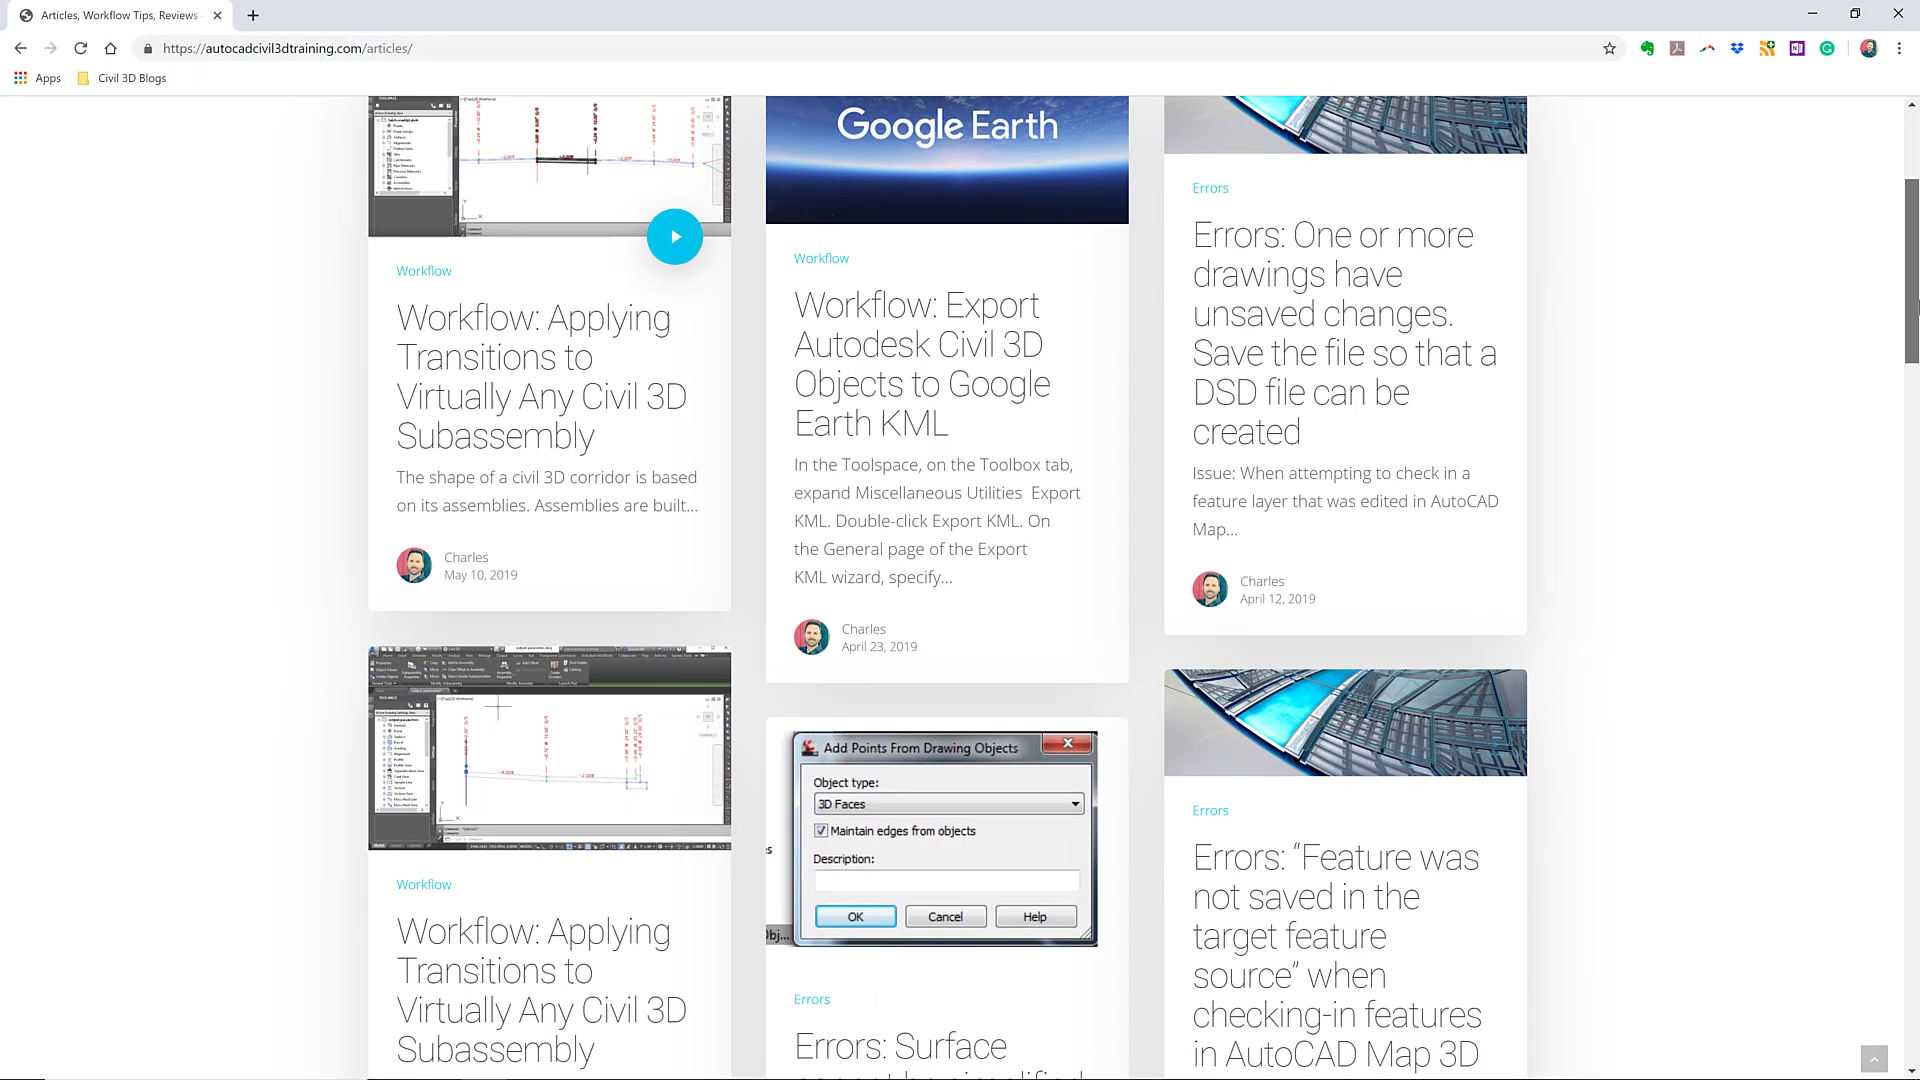 Articles, Workflow Tips, Reviews
https://autocadcivil3dtraining.com/articles/
Apps
Civil 3D Blogs
Workflow
Workflow: Applying
Transitions to
Virtually Any Civil 3D
Subassembly
The shape of a civil 3D corridor is based
on its assemblies. Assemblies are built...
Charles
May 10, 2019
Workflow
Workflow: Applying
Transitions to
Virtually Any Civil 3D
Subassembly
Google Earth
Workflow
Workflow: Export
Autodesk Civil 3D
Objects to Google
Earth KML
In the Toolspace, on the Toolbox tab,
expand Miscellaneous Utilities  Export
KML. Double-click Export KML. On
the General page of the Export
KML wizard, specify...
Charles
April 23, 2019
Add Points From Drawing Objects
Object type:
3D Faces
Maintain edges from objects
Description:
OK
Cancel
Help
Obj...
Errors
Errors: Surface
Errors
Errors: One or more
drawings have
unsaved changes.
Save the file so that a
DSD file can be
created
Issue: When attempting to check in a
feature layer that was edited in AutoCAD
Map...
Charles
April 12, 2019
Errors
Errors: “Feature was
not saved in the
target feature
source” when
checking-in features
in AutoCAD Map 3D